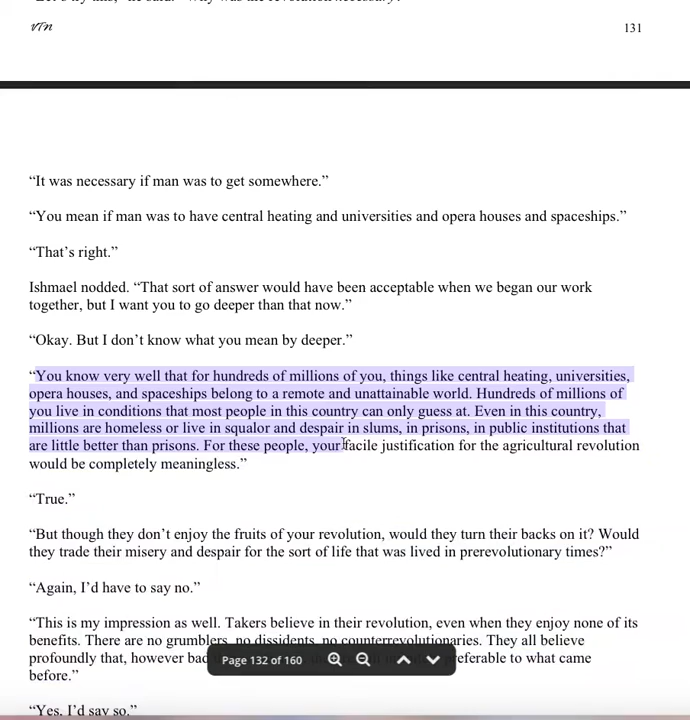 VTN 131
“It was necessary if man was to get somewhere.”
“You mean if man was to have central heating and universities and opera houses and spaceships.”
“That’s right.”
Ishmael nodded. “That sort of answer would have been acceptable when we began our work
together, but I want you to go deeper than that now.”
“Okay. But I don’t know what you mean by deeper.”
“You know very well that for hundreds of millions of you, things like central heating, universities,
opera houses, and spaceships belong to a remote and unattainable world. Hundreds of millions of
you live in conditions that most people in this country can only guess at. Even in this country,
millions are homeless or live in squalor and despair in slums, in prisons, in public institutions that
are little better than prisons. For these people, your facile justification for the agricultural revolution
would be completely meaningless.”
“True.”
“But though they don’t enjoy the fruits of your revolution, would they turn their backs on it? Would
they trade their misery and despair for the sort of life that was lived in prerevolutionary times?”
“Again, I’d have to say no.”
“This is my impression as well. Takers believe in their revolution, even when they enjoy none of its
benefits. There are no grumblers, no dissidents, no counterrevolutionaries. They all believe
profoundly that, however bad preferable to what came
before.”
Page 132 of 160
“Yes, I’d say so.”